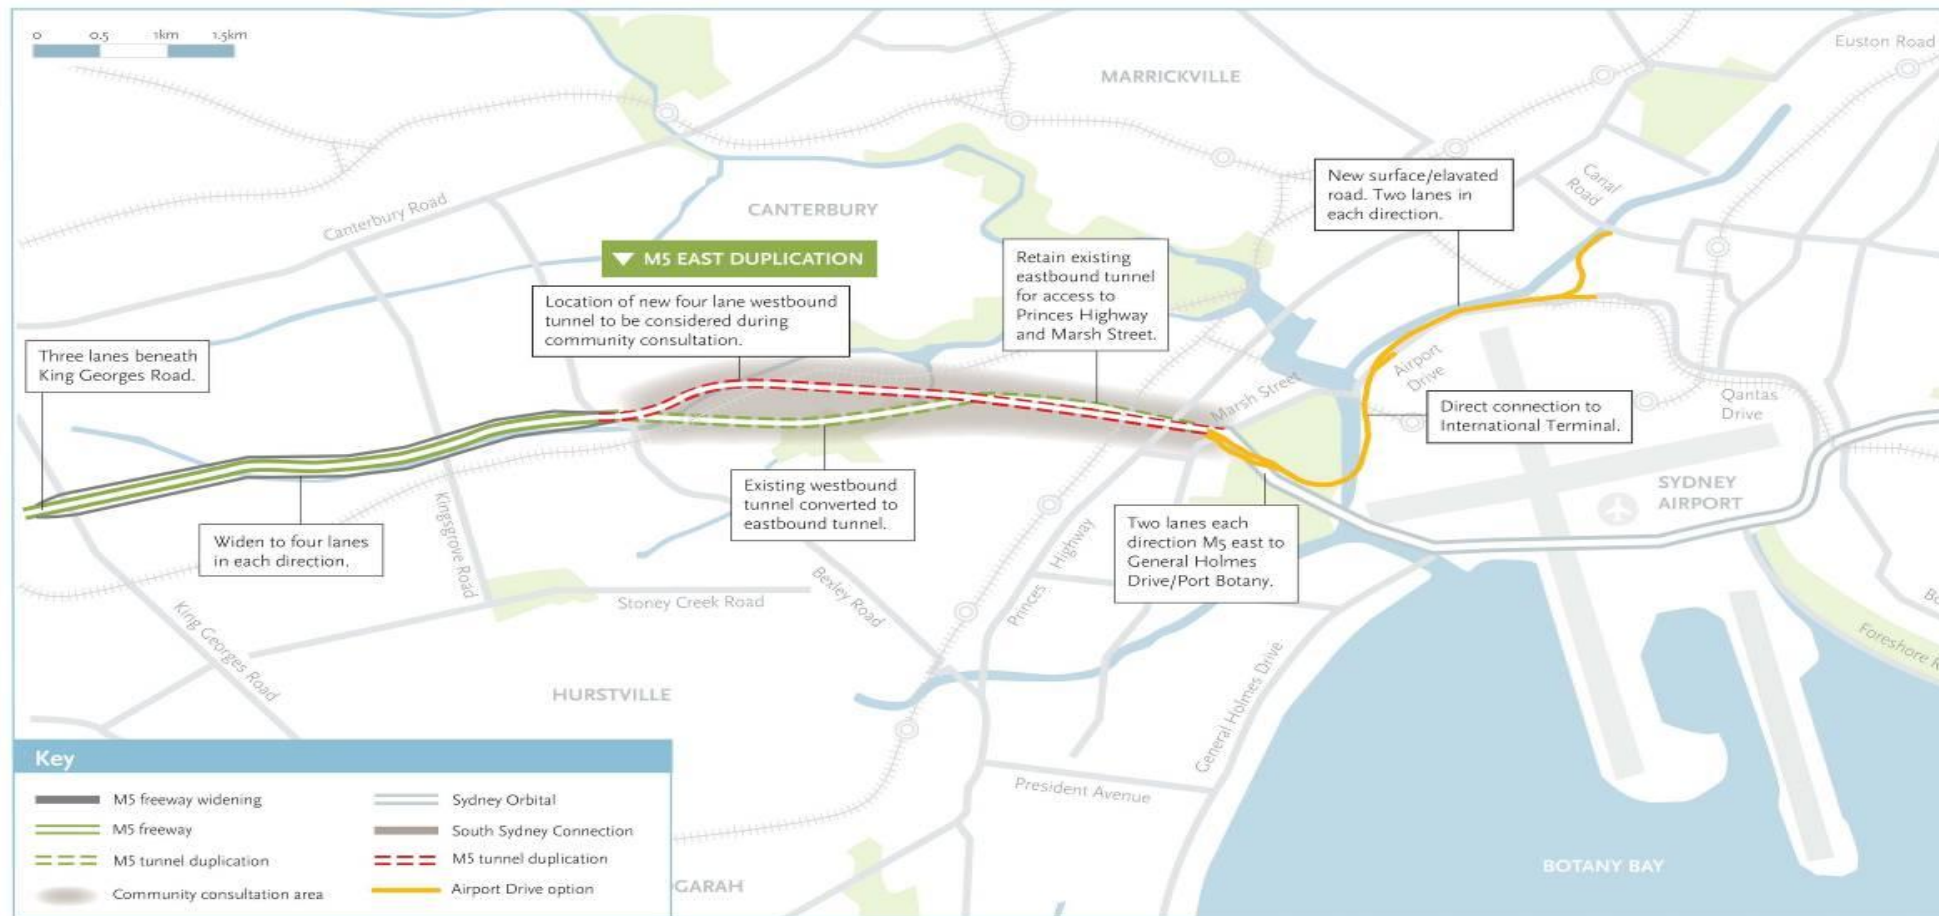 0 0.5 1km 1.5km
Euston Road
MARRICKVILLE
Canal
Road
New surface/elavated
road. Two lanes in
each direction.
Canterbury Road
CANTERBURY
M5 EAST DUPLICATION
Retain existing
eastbound tunnel
for access to
Princes Highway
and Marsh Street.
Location of new four lane westbound
tunnel to be considered during
community consultation.
Three lanes beneath
King Georges Road.
Airport
Drive
Marsh Street
Direct connection to
International Terminal.
Qantas
Drive
Existing westbound
tunnel converted to
eastbound tunnel.
SYDNEY
AIRPORT
Widen to four lanes
in each direction.
Kingsgrove Road
Two lanes each
direction M5 east to
General Holmes
Drive/Port Botany.
Princes Highway
Bexley Road
Stoney Creek Road
King Georges Road
Foreshore R
HURSTVILLE
General Holmes Drive
President Avenue
BOTANY BAY
OGARAH
Key
M5 freeway widening
M5 freeway
M5 tunnel duplication
Community consultation area
Sydney Orbital
South Sydney Connection
M5 tunnel duplication
Airport Drive option